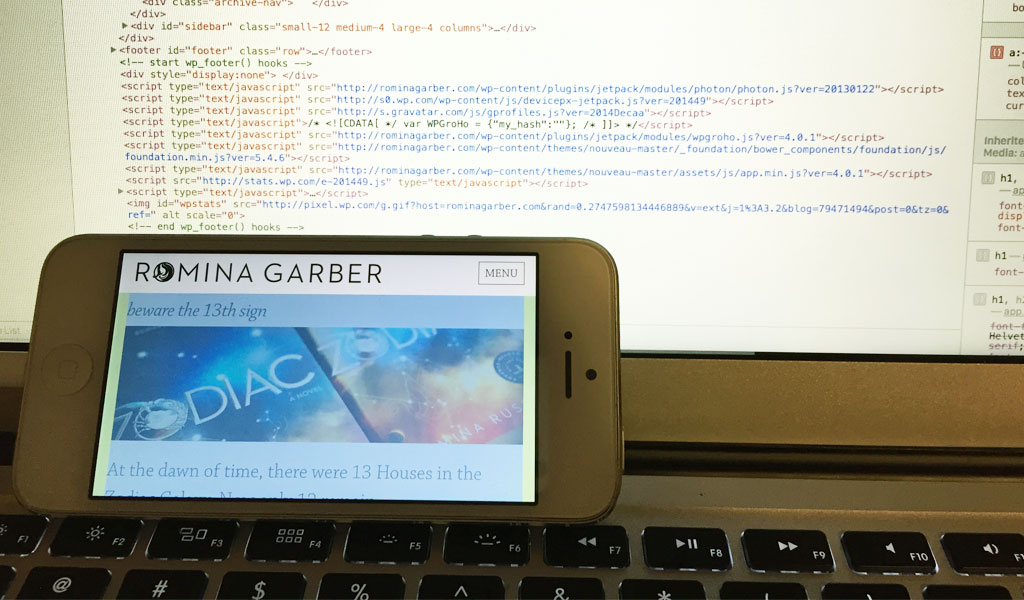 <div class="archive-nav"> </div>
</div>
▶<div id="sidebar" class="small-12 medium-4 large-4 columns">…</div>
</div>
▶<footer id="footer" class="row">…</footer>
<!-- start wp_footer() hooks -->
<div style="display:none"> </div>
<script type="text/javascript" src="http://rominagarber.com/wp-content/plugins/jetpack/modules/photon/photon.js?ver=20130122"></script>
<script type="text/javascript" src="http://s0.wp.com/wp-content/js/devicepx-jetpack.js?ver=201449"></script>
<script type="text/javascript" src="http://s.gravatar.com/js/gprofiles.js?ver=2014Decaa"></script>
<script type="text/javascript">/* <![CDATA[ */ var WPGroHo = {"my_hash":""}; /* ]]> */</script>
<script type="text/javascript" src="http://rominagarber.com/wp-content/plugins/jetpack/modules/wpgroho.js?ver=4.0.1"></script>
<script type="text/javascript" src="http://rominagarber.com/wp-content/themes/nouveau-master/_foundation/bower_components/foundation/js/
foundation.min.js?ver=5.4.6"></script>
<script type="text/javascript" src="http://rominagarber.com/wp-content/themes/nouveau-master/assets/js/app.min.js?ver=4.0.1"></script>
<script src="http://stats.wp.com/e-201449.js" type="text/javascript"></script>
▶<script type="text/javascript">…</script>
<img id="wpstats" src="http://pixel.wp.com/g.gif?host=rominagarber.com&rand=0.2747598134446889&v=ext&j=1%3A3.2&blog=79471494&post=0&tz=0&
ref=" alt scale="0">
<!-- end wp_footer() hooks -->
bo
{} a:
col
tex
cur
Inherite
Media: a
{} h1,
app
font-
disp
font-
{} h1
font-
{} h1, h
app
font-f
Helvet
serif;
List
ROMINA GARBER
MENU
beware the 13th sign
ZODIAC
A NOVEL
ZODI
MINA RUS
At the dawn of time, there were 13 Houses in the
F1 F2 F3 F4 F5 F6 F7 F8 F9 F10
@ # $ % ^ & *